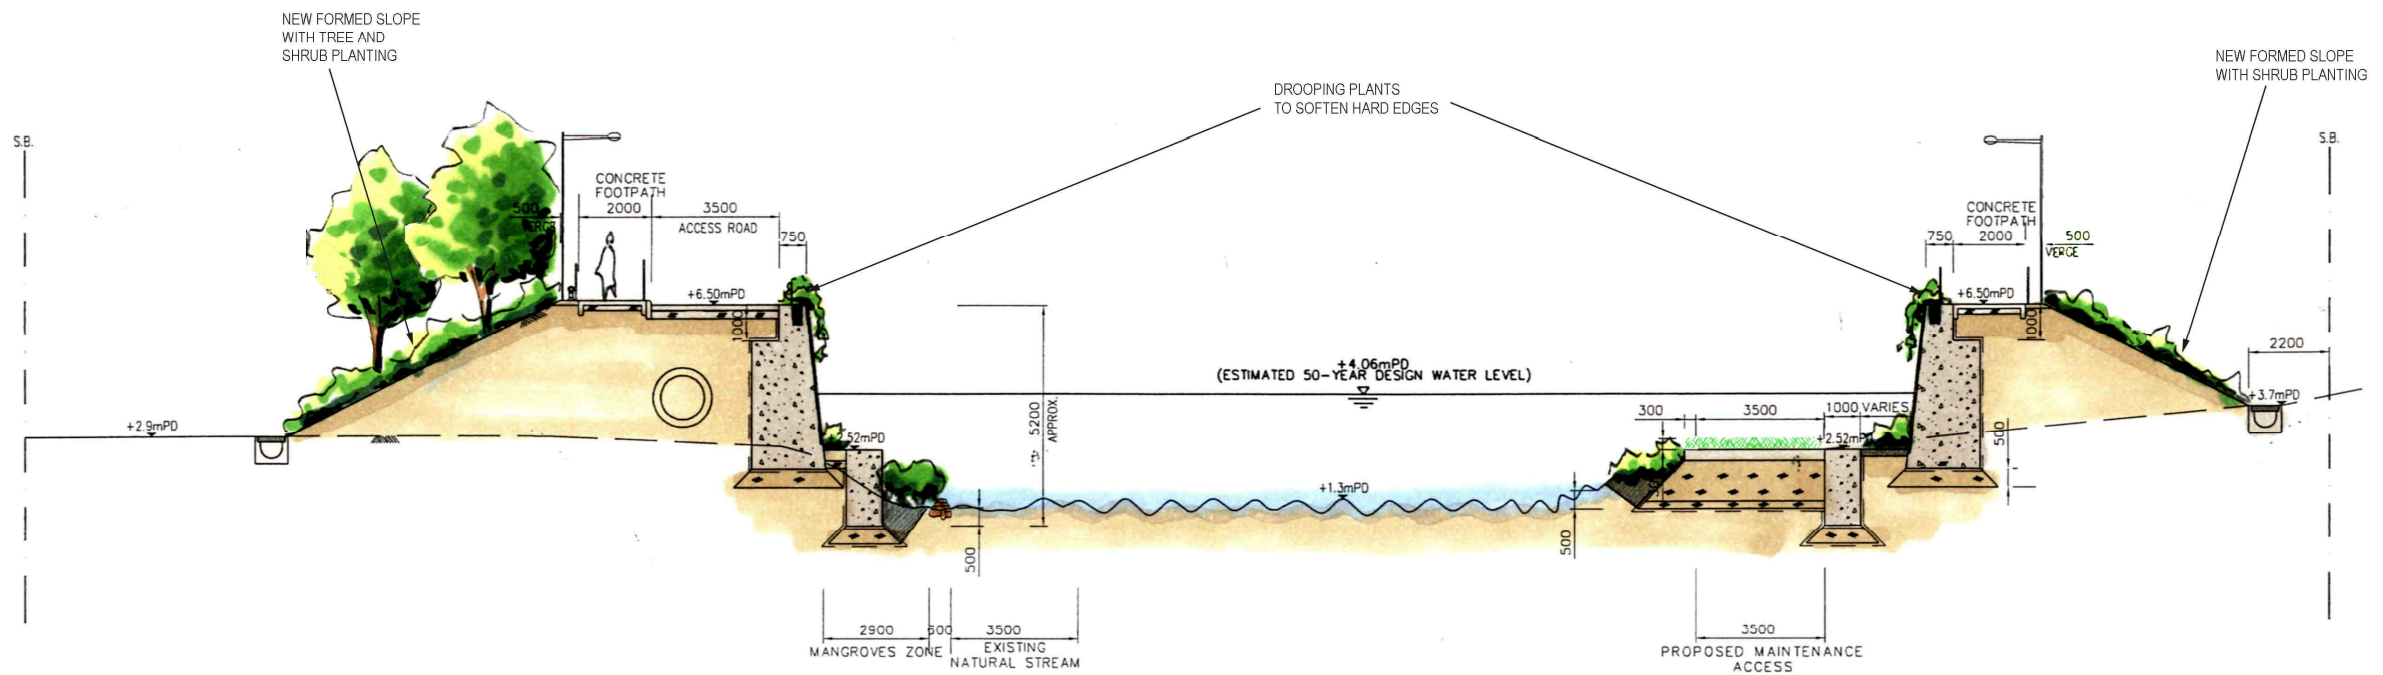 NEW FORMED SLOPE
WITH TREE AND
SHRUB PLANTING
DROOPING PLANTS
TO SOFTEN HARD EDGES
NEW FORMED SLOPE
WITH SHRUB PLANTING
S.B.
S.B.
CONCRETE
FOOTPATH
500
2000
3500
VERGE
ACCESS ROAD
750
CONCRETE
FOOTPATH
750
2000
500
VERGE
+6.50mPD
1000
+6.50mPD
1000
+4.06mPD
(ESTIMATED 50-YEAR DESIGN WATER LEVEL)
2200
+3.7mPD
5200
APPROX.
300
3500
1000
VARIES
+2.9mPD
52mPD
+2.52mPD
500
+1.3mPD
500
500
2900
500
3500
MANGROVES ZONE
EXISTING
NATURAL STREAM
3500
PROPOSED MAINTENANCE
ACCESS